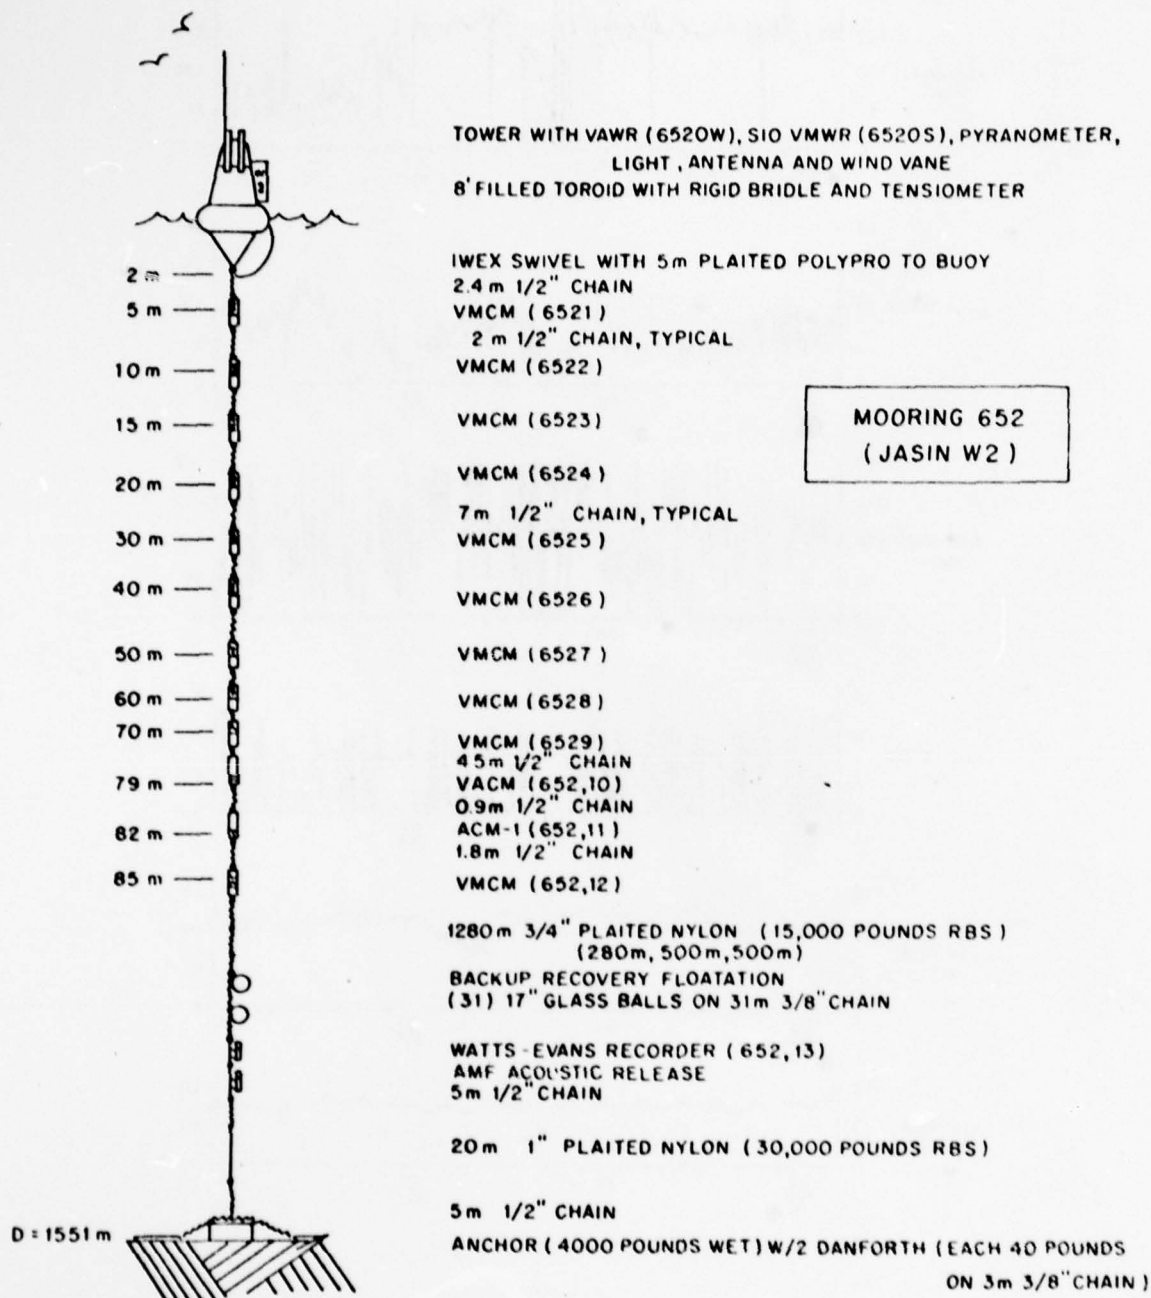 TOWER WITH VAWR (6520W), SIO VMWR (6520S), PYRANOMETER,
LIGHT, ANTENNA AND WIND VANE
8' FILLED TOROID WITH RIGID BRIDLE AND TENSIOMETER
IWEX SWIVEL WITH 5m PLAITED POLYPRO TO BUOY
2 m
2.4 m 1/2" CHAIN
5 m
VMCM (6521)
2 m 1/2" CHAIN, TYPICAL
10 m
VMCM (6522)
15 m
VMCM (6523)
MOORING 652
(JASIN W2)
20 m
VMCM (6524)
7m 1/2" CHAIN, TYPICAL
30 m
VMCM (6525)
40 m
VMCM (6526)
50 m
VMCM (6527)
60 m
VMCM (6528)
70 m
VMCM (6529)
45m 1/2" CHAIN
79 m
VACM (652,10)
0.9m 1/2" CHAIN
82 m
ACM-1 (652,11)
1.8m 1/2" CHAIN
85 m
VMCM (652,12)
1280m 3/4" PLAITED NYLON (15,000 POUNDS RBS)
(280m, 500m, 500m)
BACKUP RECOVERY FLOATATION
(31) 17" GLASS BALLS ON 31m 3/8" CHAIN
WATTS-EVANS RECORDER (652,13)
AMF ACOUSTIC RELEASE
5m 1/2" CHAIN
20m 1" PLAITED NYLON (30,000 POUNDS RBS)
5m 1/2" CHAIN
D = 1551 m
ANCHOR (4000 POUNDS WET) W/2 DANFORTH (EACH 40 POUNDS
ON 3m 3/8" CHAIN)